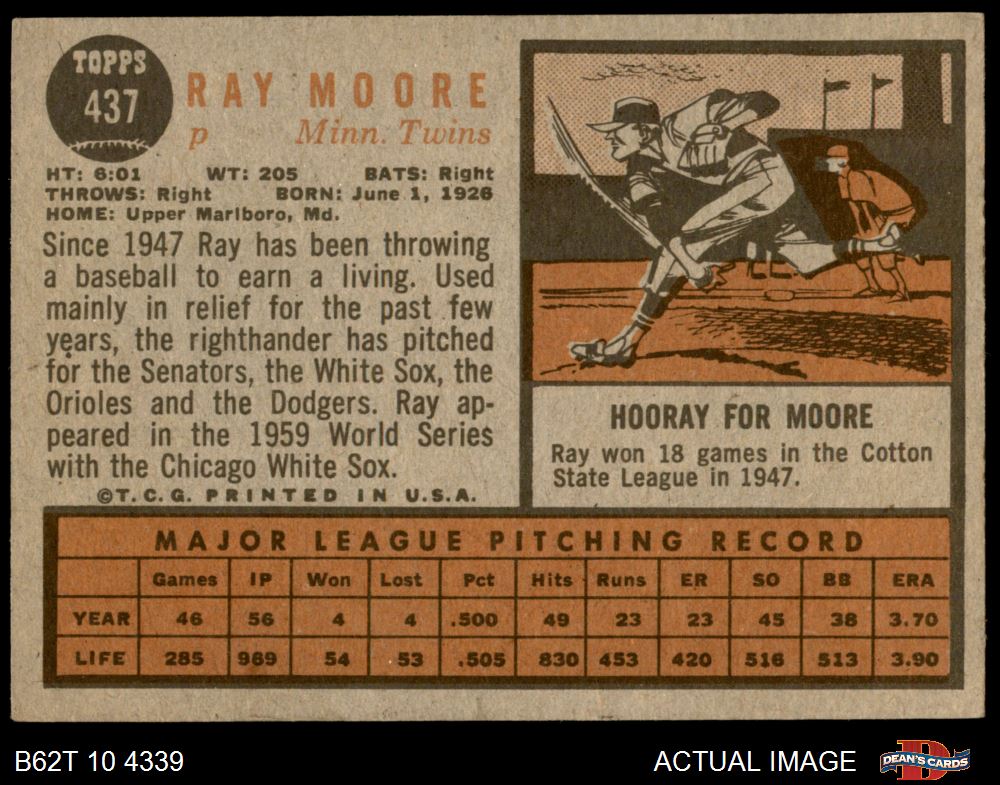 TOPPS
437
RAY MOORE
p Minn. Twins
HT: 6:01 WT: 205 BATS: Right
THROWS: Right BORN: June 1, 1926
HOME: Upper Marlboro, Md.
Since 1947 Ray has been throwing
a baseball to earn a living. Used
mainly in relief for the past few
years, the righthander has pitched
for the Senators, the White Sox, the
Orioles and the Dodgers. Ray ap-
peared in the 1959 World Series
with the Chicago White Sox.
©T.C.G. PRINTED IN U.S.A.
HOORAY FOR MOORE
Ray won 18 games in the Cotton
State League in 1947.
MAJOR LEAGUE PITCHING RECORD
Games IP Won Lost Pct Hits Runs ER SO BB ERA
YEAR 46 56 4 4 .500 49 23 23 45 38 3.70
LIFE 285 969 54 53 .505 830 453 420 516 513 3.90
B62T 10 4339 ACTUAL IMAGE D DEAN'S CARDS